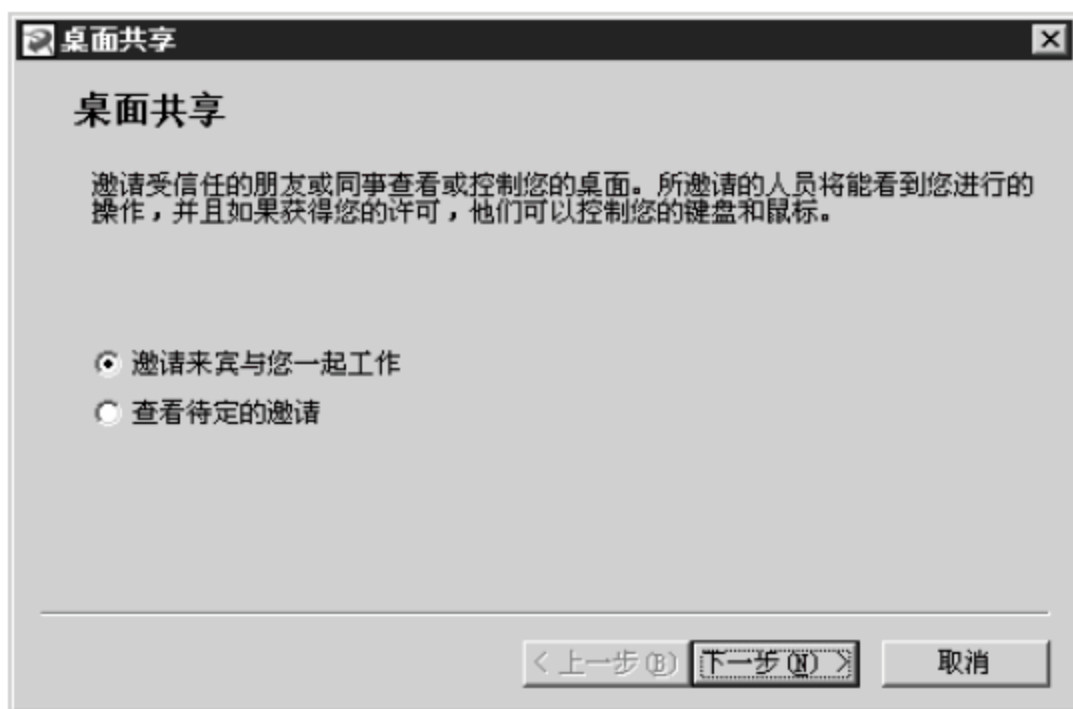 桌面共享
桌面共享
邀请受信任的朋友或同事查看或控制您的桌面。所邀请的人员将能看到您进行的
操作，并且如果获得您的许可，他们可以控制您的键盘和鼠标。
邀请来宾与您一起工作
查看待定的邀请
< 上一步(B) 下一步(N) > 取消